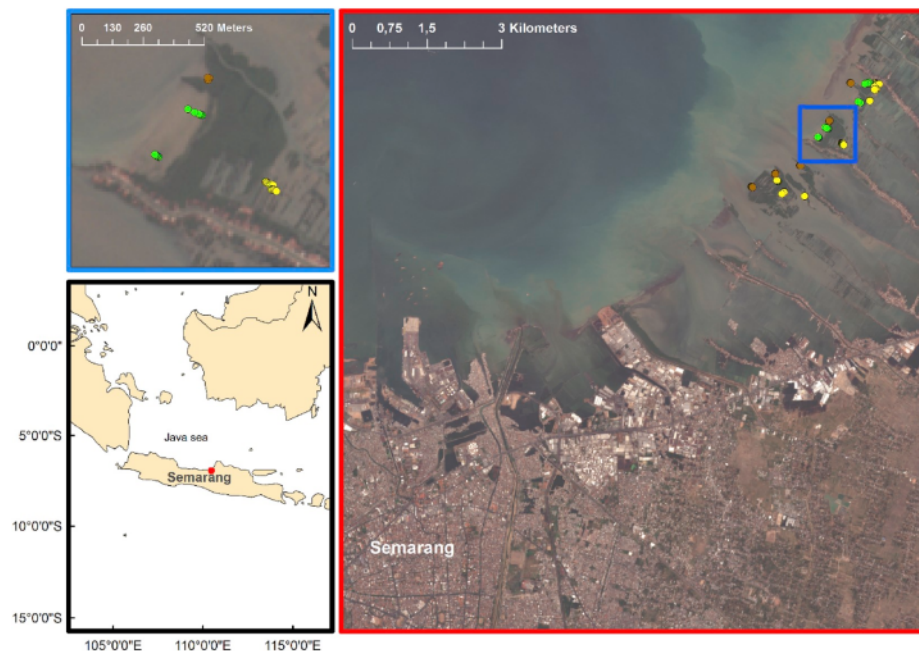 0 130 260 520 Meters
0 0,75 1,5 3 Kilometers
N
0°0'0"
5°0'0"S
Java sea
Semarang
10°0'0"S
15°0'0"S
105°0'0"E 110°0'0"E 115°0'0"E
Semarang